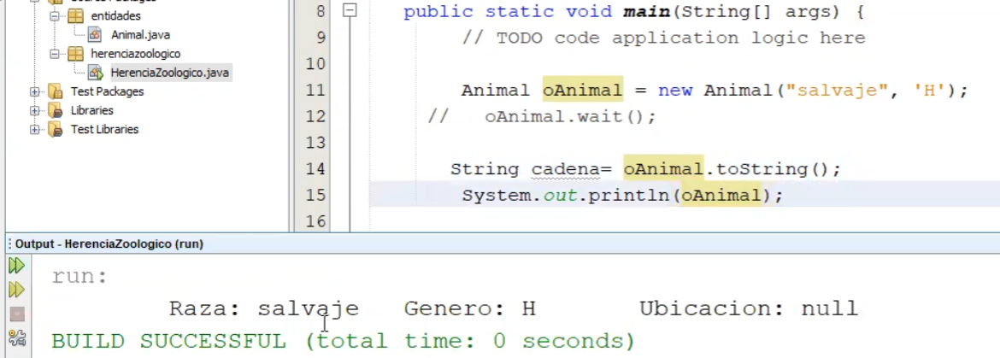 entidades
Animal.java
herenciazoologico
HerenciaZoologico.java
Test Packages
Libraries
Test Libraries
8 public static void main(String[] args) {
9 // TODO code application logic here
10
11 Animal oAnimal = new Animal("salvaje", 'H');
12 // oAnimal.wait();
13
14 String cadena= oAnimal.toString();
15 System.out.println(oAnimal);
16
Output - HerenciaZoologico (run)
run:
Raza: salvaje Genero: H Ubicacion: null
BUILD SUCCESSFUL (total time: 0 seconds)